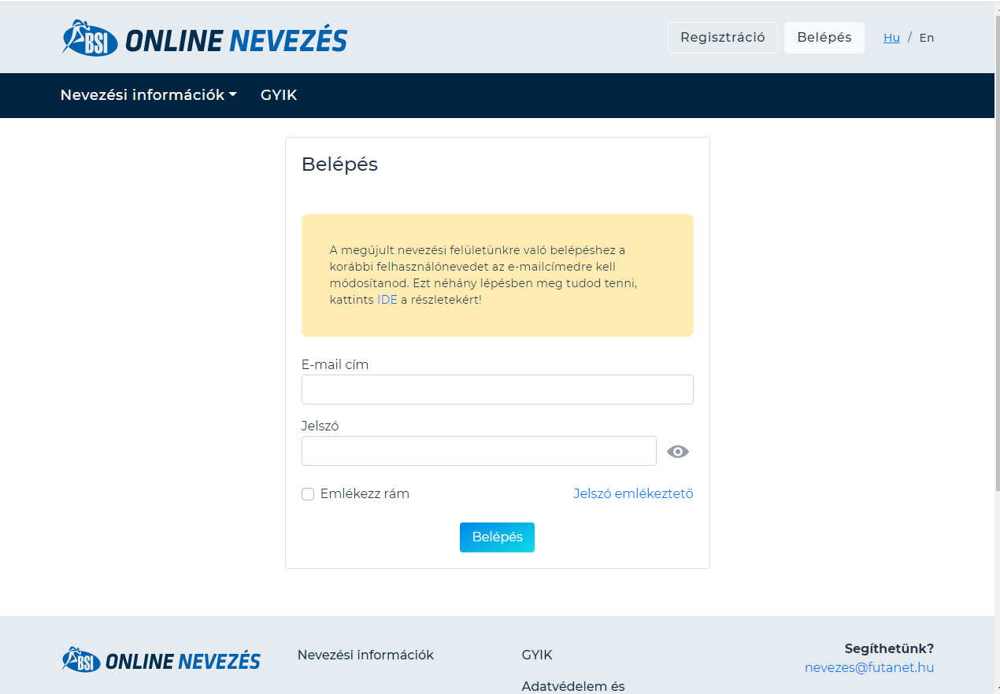 BSI ONLINE NEVEZÉS
Regisztráció
Belépés
Hu / En
Nevezési információk
GYIK
Belépés
A megújult nevezési felületünkre való belépéshez a
korábbi felhasználónevedet az e-mailcímedre kell
módosítanod. Ezt néhány lépésben meg tudod tenni,
kattints IDE a részletekért!
E-mail cím
Jelszó
Emlékezz rám
Jelszó emlékeztető
Belépés
BSI ONLINE NEVEZÉS
Nevezési információk
GYIK
Adatvédelem és
Segíthetünk?
nevezes@futanet.hu